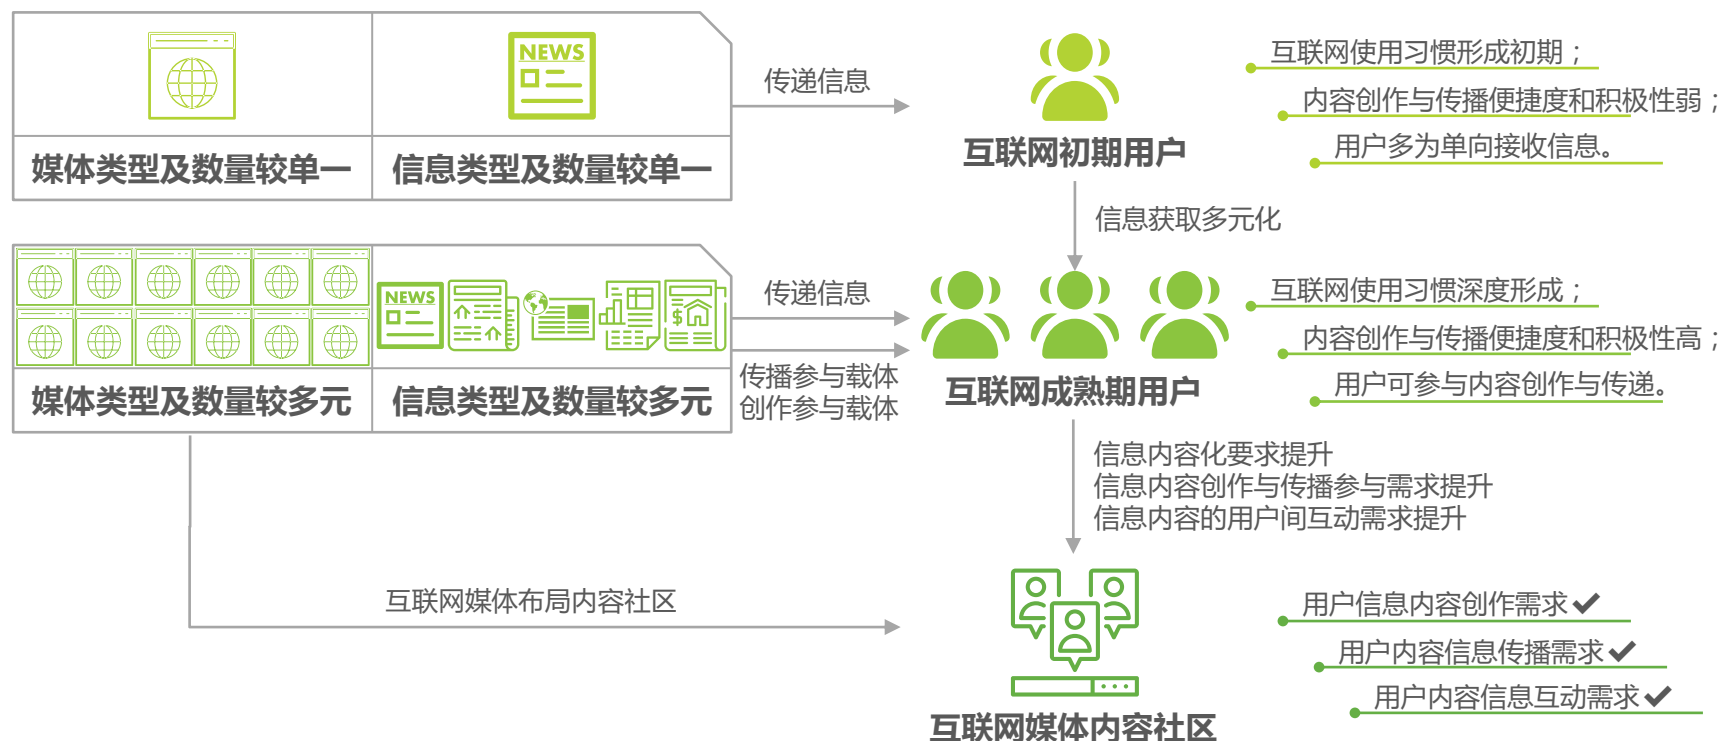 NEWS
媒体类型及数量较单一
信息类型及数量较单一
传递信息
互联网初期用户
互联网使用习惯形成初期；
内容创作与传播便捷度和积极性弱；
用户多为单向接收信息。
信息获取多元化
NEWS
媒体类型及数量较多元
信息类型及数量较多元
传递信息
传播参与载体
创作参与载体
互联网成熟期用户
互联网使用习惯深度形成；
内容创作与传播便捷度和积极性高；
用户可参与内容创作与传递。
信息内容化要求提升
信息内容创作与传播参与需求提升
信息内容的用户间互动需求提升
互联网媒体布局内容社区
互联网媒体内容社区
用户信息内容创作需求✔
用户内容信息传播需求✔
用户内容信息互动需求✔